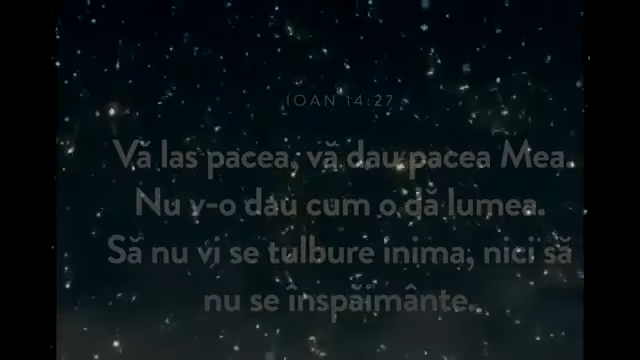 IOAN 14:27
Vă las pacea, vă dau pacea Mea.
Nu v-o dau cum o dă lumea.
Să nu vi se tulbure inima, nici să
nu se înspăimânte.